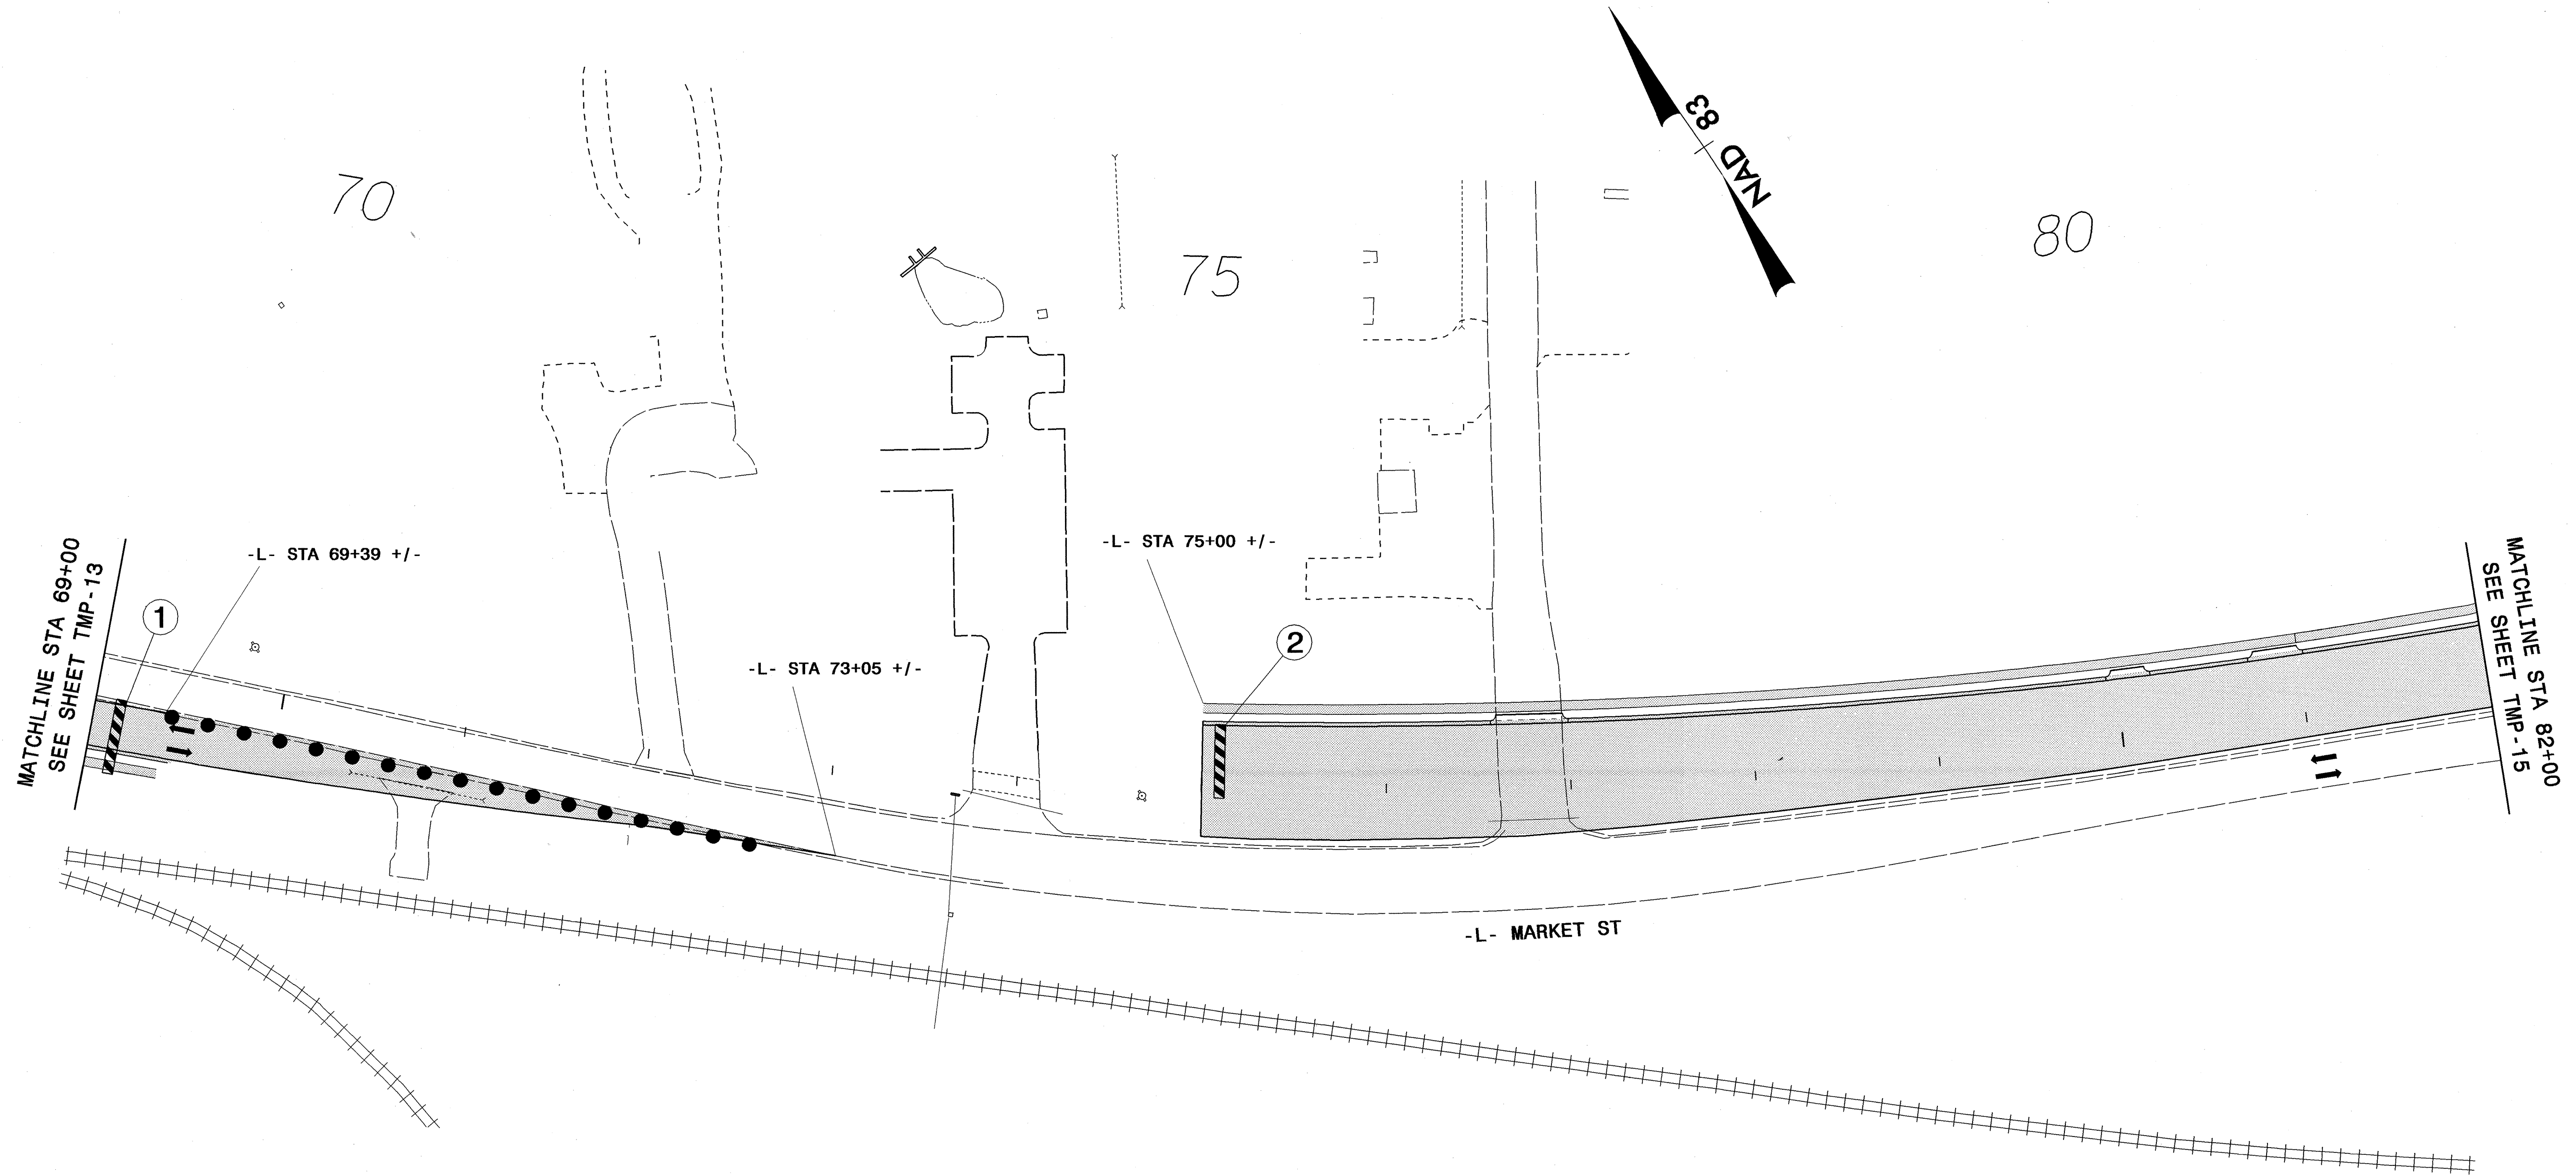 NAD 83
70
75
80
MATCHLINE STA 69+00
SEE SHEET TMP-13
-L- STA 69+39 +/-
1
-L- STA 73+05 +/-
-L- STA 75+00 +/-
2
MATCHLINE STA 82+00
SEE SHEET TMP-15
-L- MARKET ST